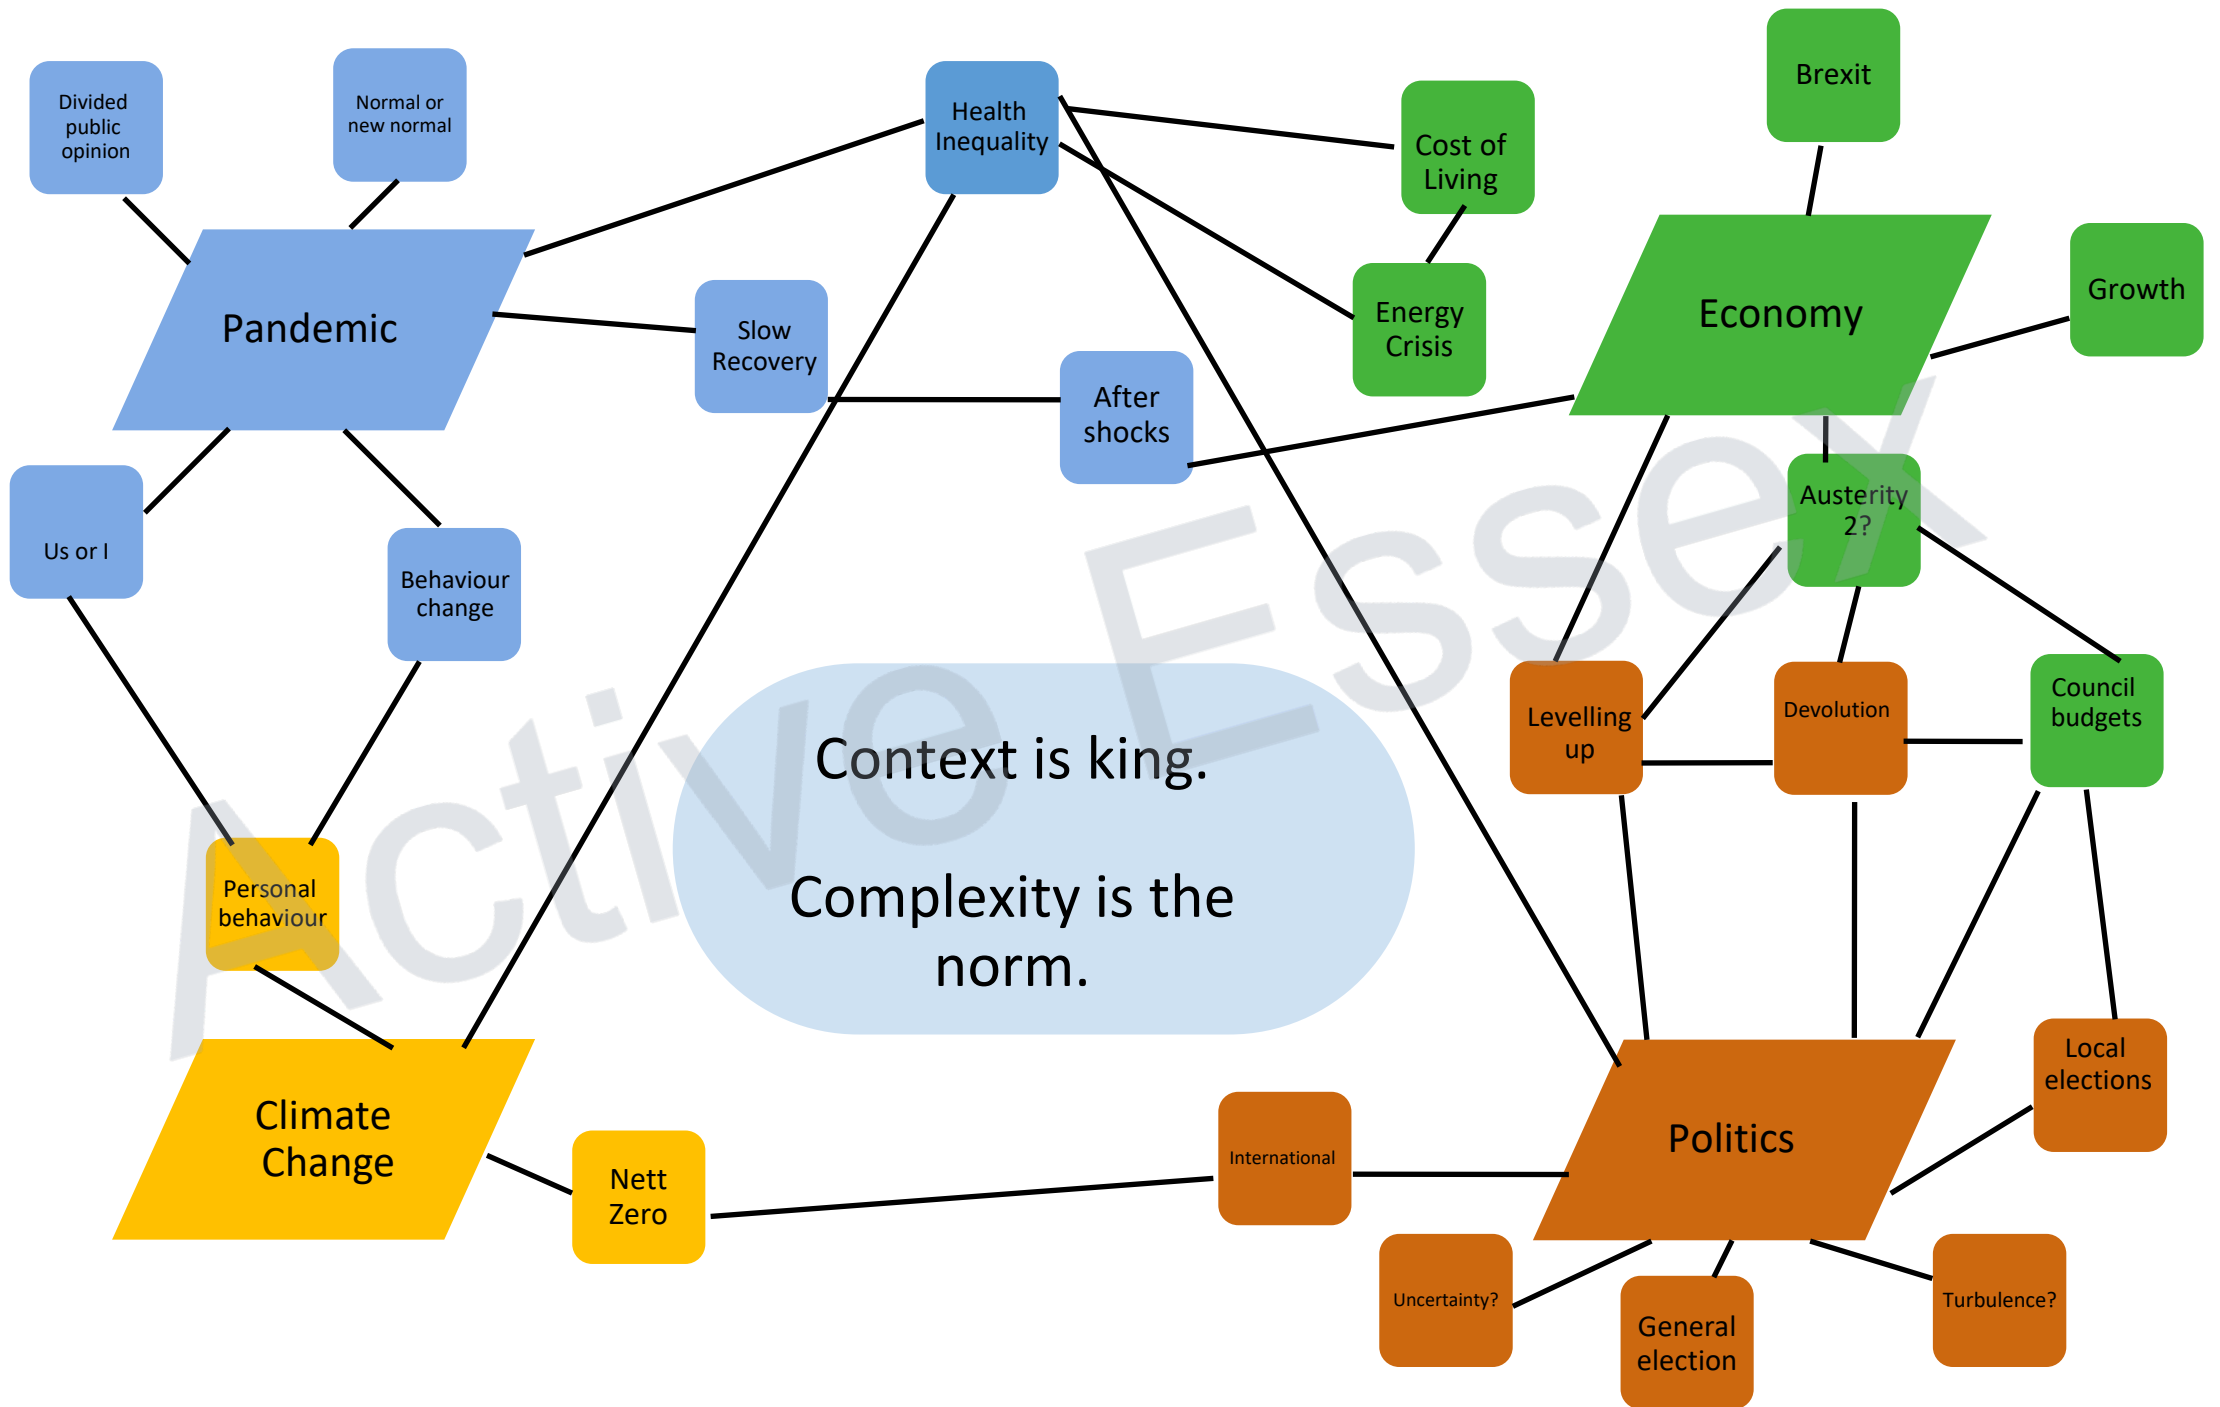 Divided
public
opinion
Normal or
new normal
Health
Inequality
Cost of
Living
Brexit
Pandemic
Slow
Recovery
After
shocks
Energy
Crisis
Economy
Growth
Us or I
Behaviour
change
Austerity
2?
Levelling
up
Devolution
Council
budgets
Context is king.
Complexity is the
norm.
Personal
behaviour
Climate
Change
Nett
Zero
International
Politics
Local
elections
Uncertainty?
General
election
Turbulence?
Active Essex